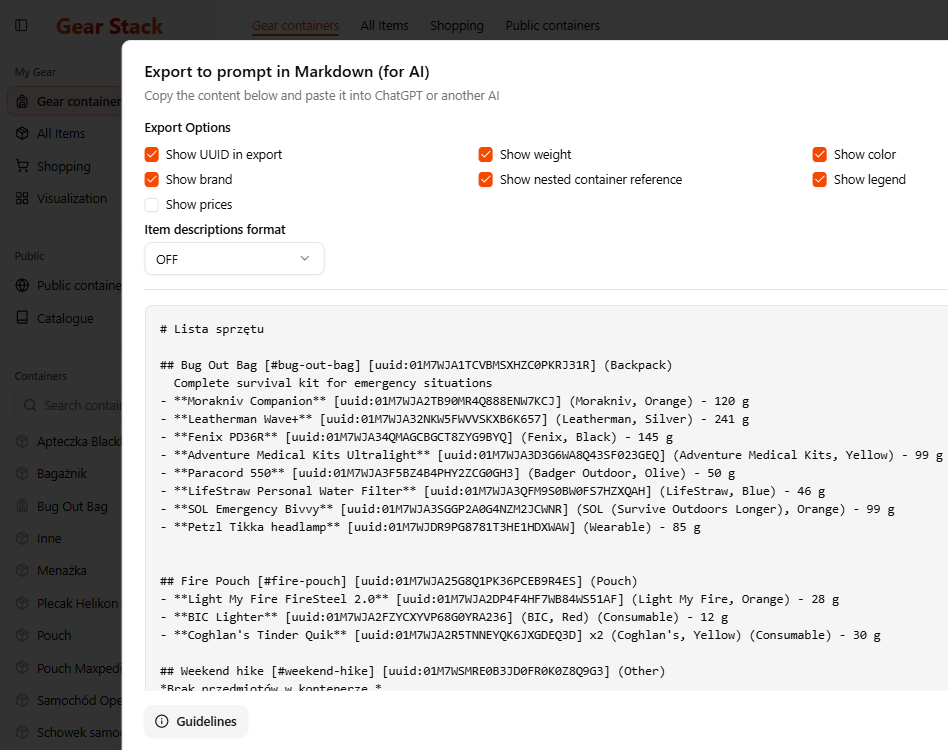 Gear Stack
Gear containers All Items Shopping Public containers
My Gear
Gear container
All Items
Shopping
Visualization
Public
Public containe
Catalogue
Containers
Search contai
Apteczka Black
Bagażnik
Bug Out Bag
Inne
Menażka
Plecak Helikon
Pouch
Pouch Maxpedi
Samochód Ope
Schowek samo
Export to prompt in Markdown (for AI)
Copy the content below and paste it into ChatGPT or another AI
Export Options
Show UUID in export Show weight Show color
Show brand Show nested container reference Show legend
Show prices
Item descriptions format
OFF
# Lista sprzętu
## Bug Out Bag [#bug-out-bag] [uuid:01M7WJA1TCVBMSXHZC0PKRJ31R] (Backpack)
Complete survival kit for emergency situations
- **Morakniv Companion** [uuid:01M7WJA2TB90MR4Q888ENW7KCJ] (Morakniv, Orange) - 120 g
- **Leatherman Wave+** [uuid:01M7WJA32NKW5FWVVSKXB6K657] (Leatherman, Silver) - 241 g
- **Fenix PD36R** [uuid:01M7WJA34QMAGCBGCT8ZYG9BYQ] (Fenix, Black) - 145 g
- **Adventure Medical Kits Ultralight** [uuid:01M7WJA3D3G6WA8Q43SF023GEQ] (Adventure Medical Kits, Yellow) - 99 g
- **Paracord 550** [uuid:01M7WJA3F5BZ4B4PHY2ZCG0GH3] (Badger Outdoor, Olive) - 50 g
- **LifeStraw Personal Water Filter** [uuid:01M7WJA3QFM9S0BW0FS7HZXQAH] (LifeStraw, Blue) - 46 g
- **SOL Emergency Bivvy** [uuid:01M7WJA3SGGP2A0G4NZM2JCWNR] (SOL (Survive Outdoors Longer), Orange) - 99 g
- **Petzl Tikka headlamp** [uuid:01M7WJDR9PG8781T3HE1HDXWAW] (Wearable) - 85 g
## Fire Pouch [#fire-pouch] [uuid:01M7WJA25G8Q1PK36PCEB9R4ES] (Pouch)
- **Light My Fire FireSteel 2.0** [uuid:01M7WJA2DP4F4HF7WB84WS51AF] (Light My Fire, Orange) - 28 g
- **BIC Lighter** [uuid:01M7WJA2FZYCXYVP68G0YRA236] (BIC, Red) (Consumable) - 12 g
- **Coghlan's Tinder Quik** [uuid:01M7WJA2R5TNNEYQK6JXGDEQ3D] x2 (Coghlan's, Yellow) (Consumable) - 30 g
## Weekend hike [#weekend-hike] [uuid:01M7WSMRE0B3JD0FR0K0Z8Q9G3] (Other)
*Brak przedmiotów w kontenerze.*
Guidelines